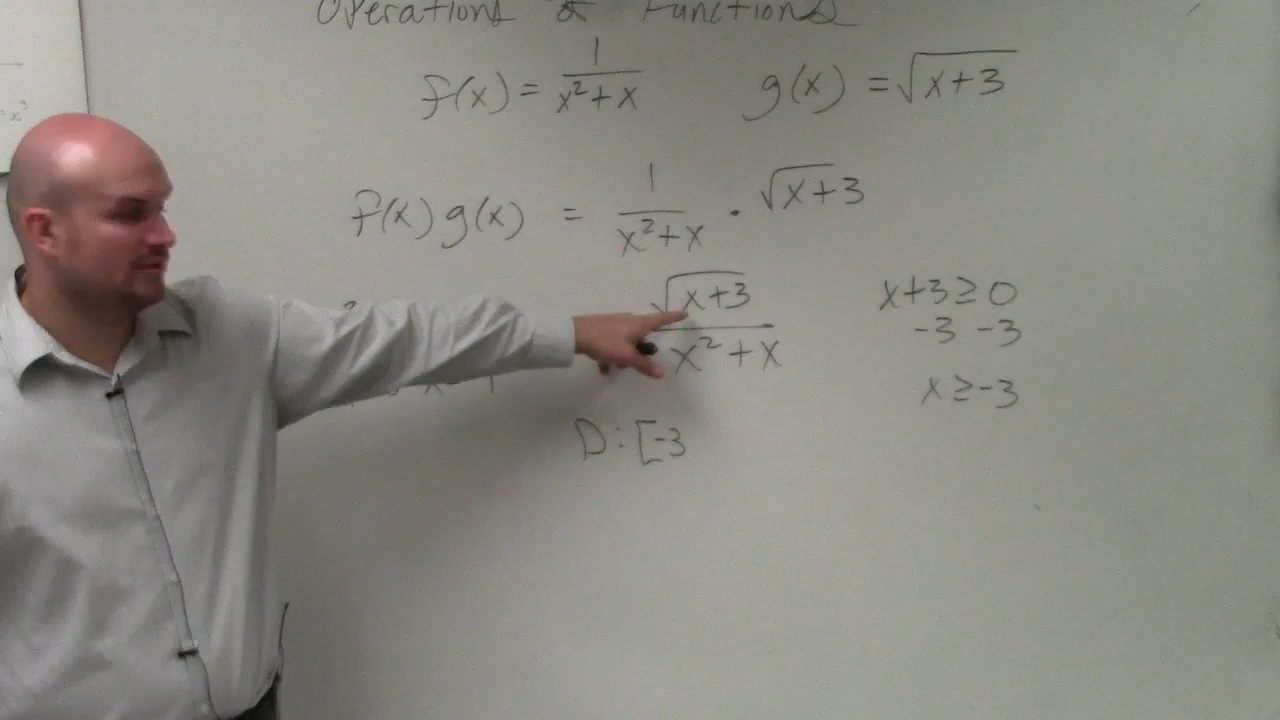 Operations of Functions
f(x) = 1/(x²+x) g(x) = √(x+3)
f(x)g(x) = 1/(x²+x) · √(x+3)
√(x+3)/(x²+x)
x+3 ≥ 0
-3 -3
x ≥ -3
D: [-3